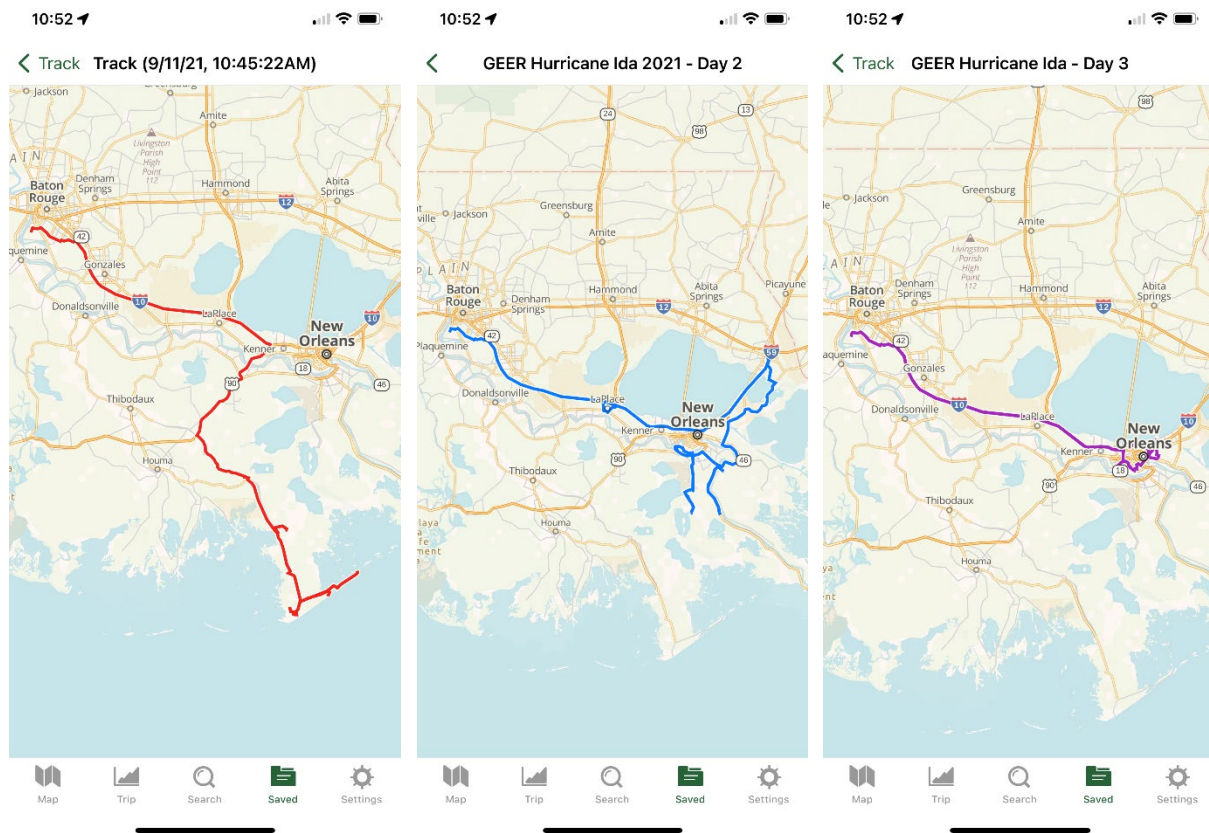 10:52
Track Track (9/11/21, 10:45:22AM)
Jackson
Greensburg
Amite
Livingston
Parish
High
Point
112
AIN
Baton
Rouge
Denham
Springs
Hammond
Abita
Springs
12
42
Plaquemine
Gonzales
Donaldsonville
10
LaPlace
New
Orleans
10
Kenner
18
90
46
Thibodaux
Houma
Map Trip Search Saved Settings
10:52
GEER Hurricane Ida 2021 - Day 2
24
13
98
Jackson
ville
Greensburg
Amite
PLAIN
Baton
Rouge
Denham
Springs
Hammond
Abita
Springs
Picayune
12
42
59
Plaquemine
Donaldsonville
LaPlace
New
Orleans
Kenner
90
46
Thibodaux
Houma
Map Trip Search Saved Settings
10:52
Track GEER Hurricane Ida - Day 3
98
Jackson
Greensburg
Amite
Livingston
Parish
High
Point
112
AIN
Baton
Rouge
Denham
Springs
Hammond
Abita
Springs
12
42
Gonzales
Donaldsonville
10
LaPlace
New
Orleans
10
Kenner
18
90
46
Thibodaux
Houma
Map Trip Search Saved Settings